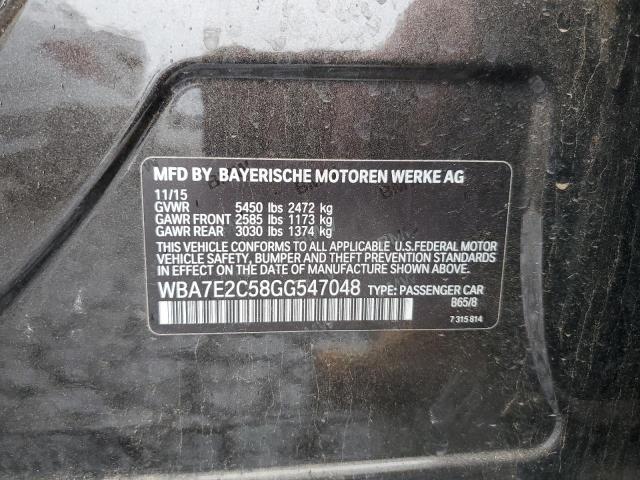 MFD BY BAYERISCHE MOTOREN WERKE AG
11/15
GVWR 5450 lbs 2472 kg
GAWR FRONT 2585 lbs 1173 kg
GAWR REAR 3030 lbs 1374 kg
THIS VEHICLE CONFORMS TO ALL APPLICABLE U.S. FEDERAL MOTOR
VEHICLE SAFETY, BUMPER AND THEFT PREVENTION STANDARDS
IN EFFECT ON THE DATE OF MANUFACTURE SHOWN ABOVE.
WBA7E2C58GG547048 TYPE: PASSENGER CAR
B65/8
7 315 814